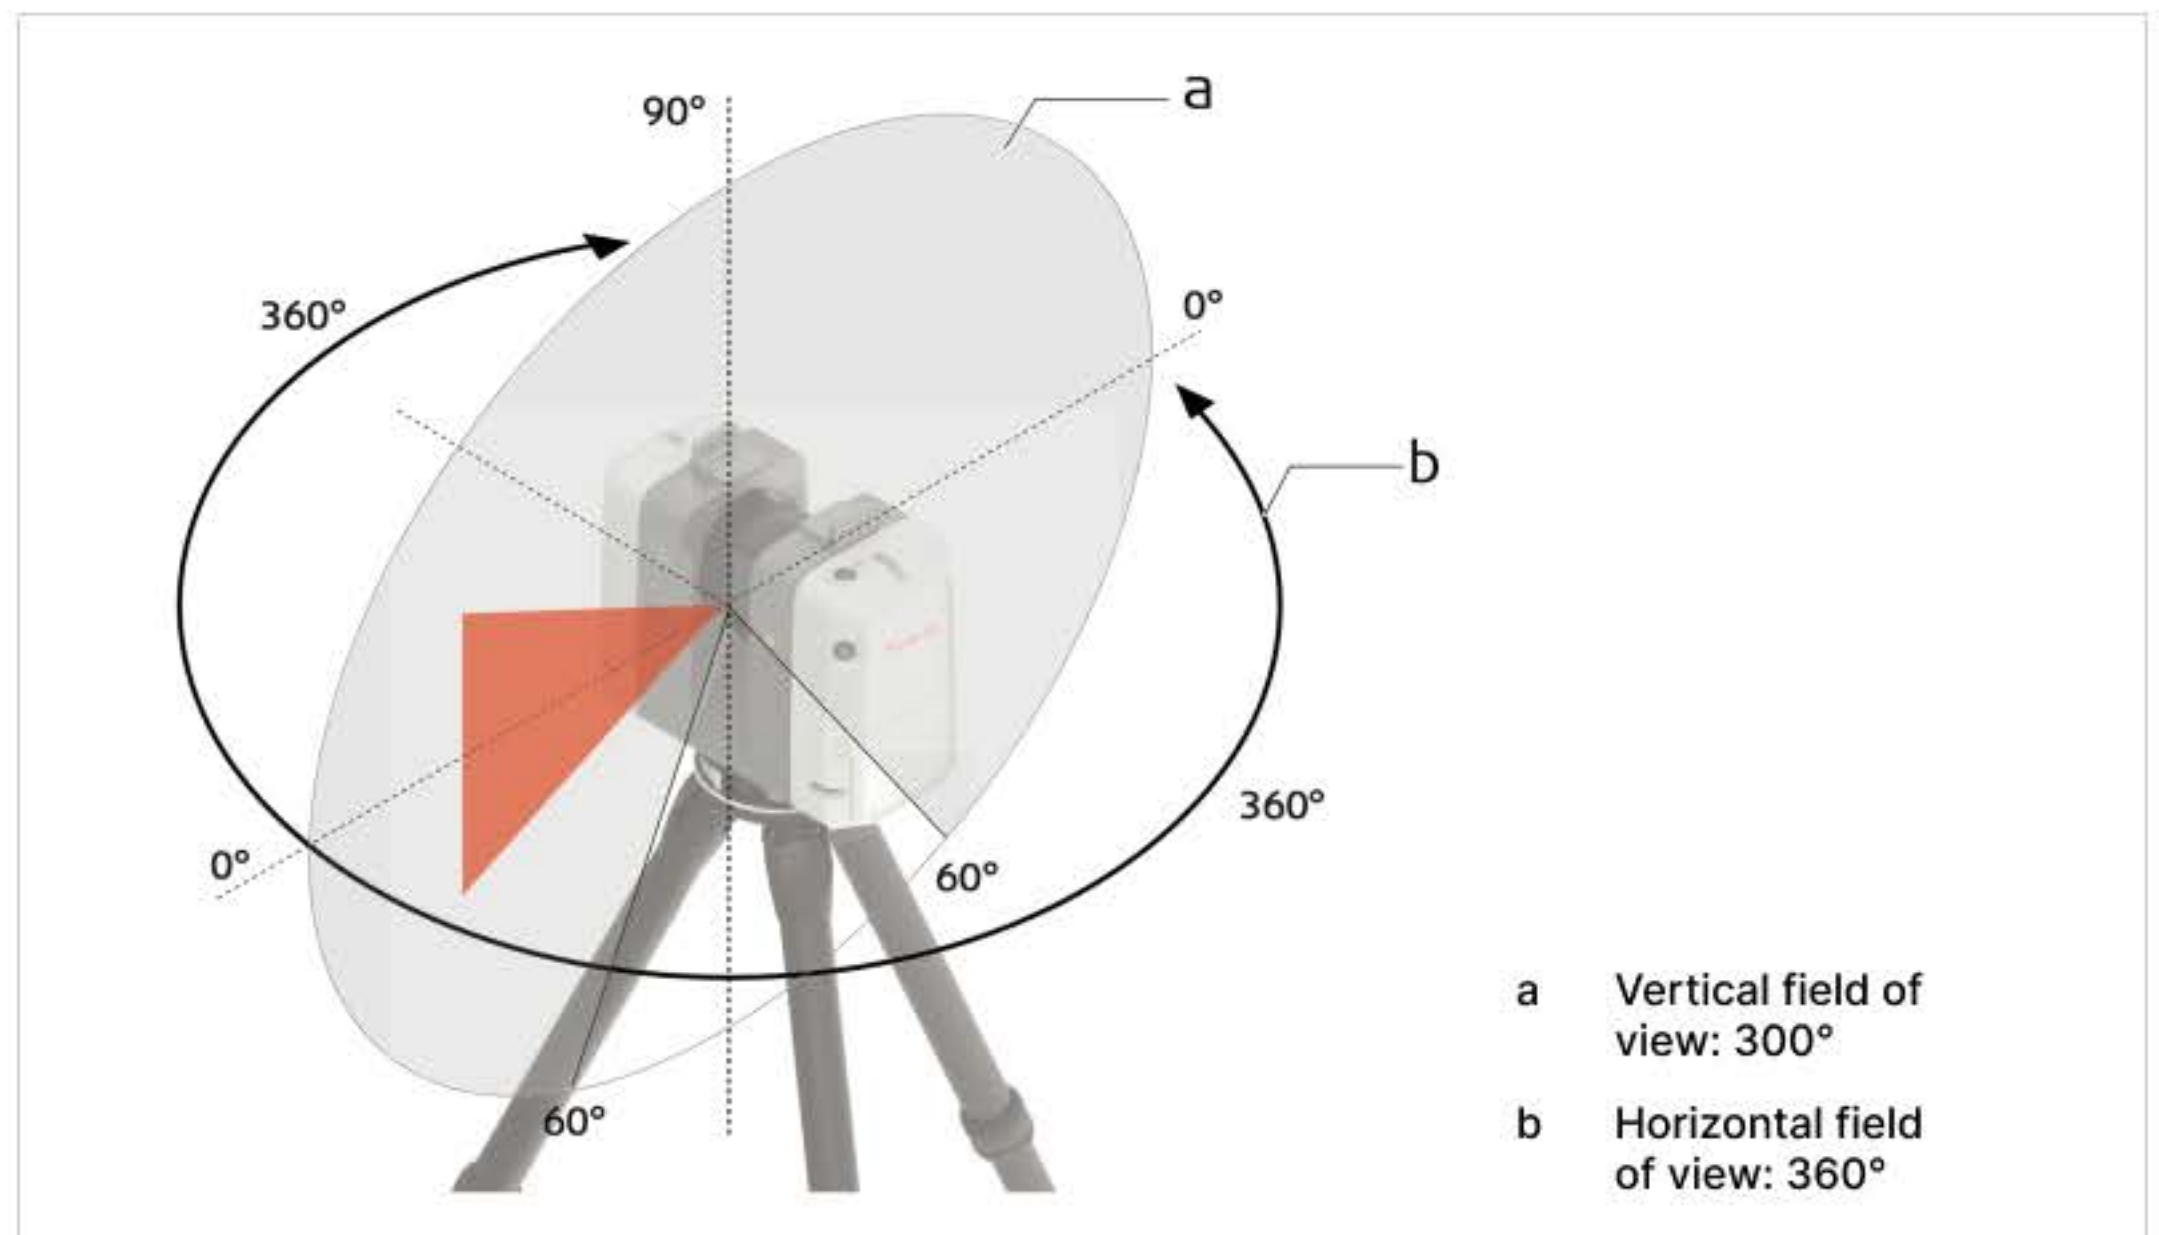 90°
a
360°
0°
b
360°
0°
60°
60°
a Vertical field of
view: 300°
b Horizontal field
of view: 360°